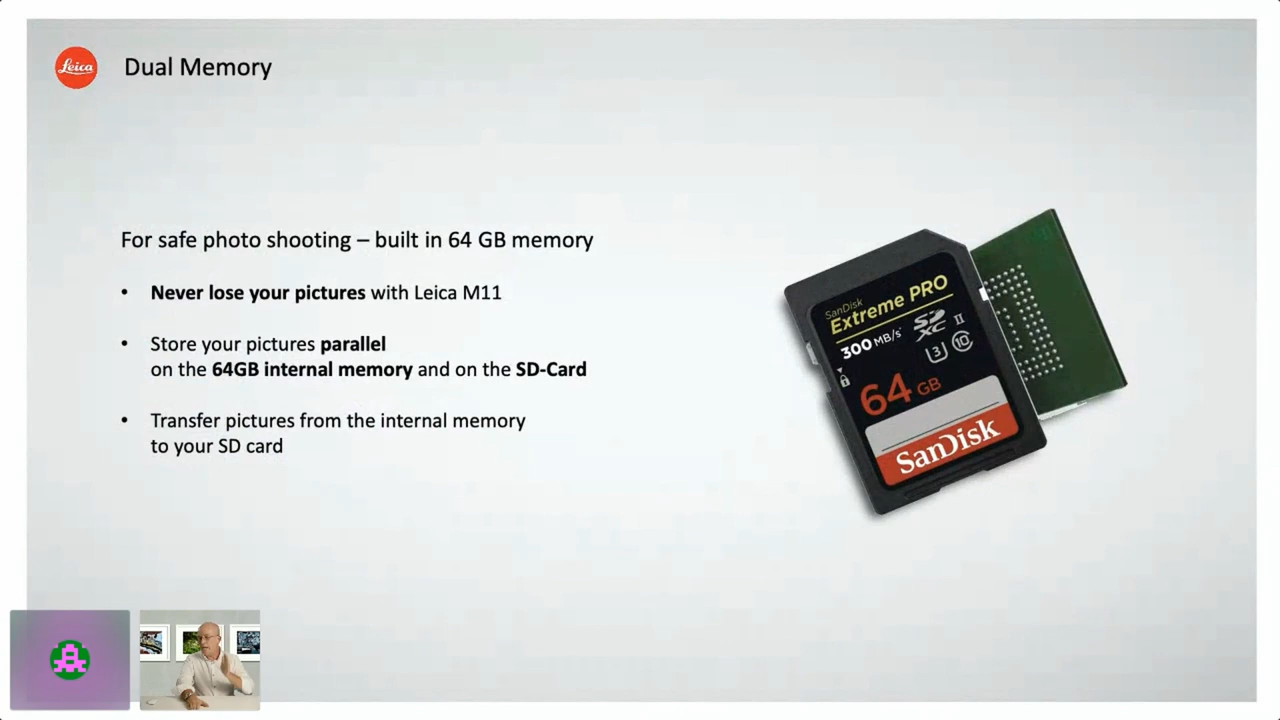 Leica
Dual Memory
For safe photo shooting – built in 64 GB memory
• Never lose your pictures with Leica M11
• Store your pictures parallel
on the 64GB internal memory and on the SD-Card
• Transfer pictures from the internal memory
to your SD card
SanDisk
Extreme PRO
300 MB/s
SD XC II
3 10
64 GB
SanDisk